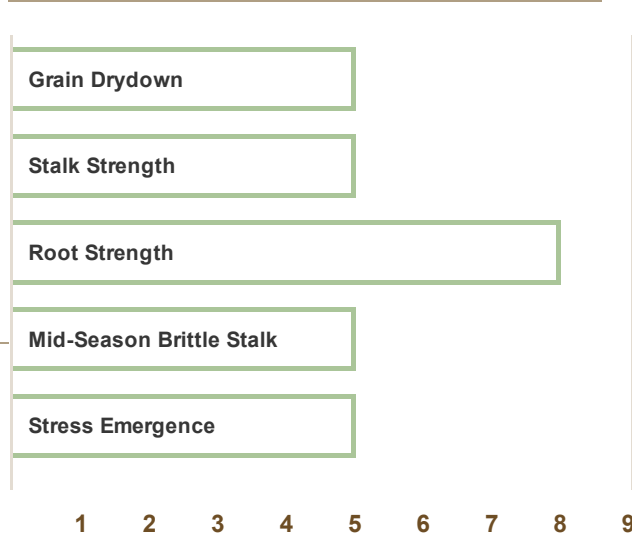 Grain Drydown
Stalk Strength
Root Strength
Mid-Season Brittle Stalk
Stress Emergence
1 2 3 4 5 6 7 8 9